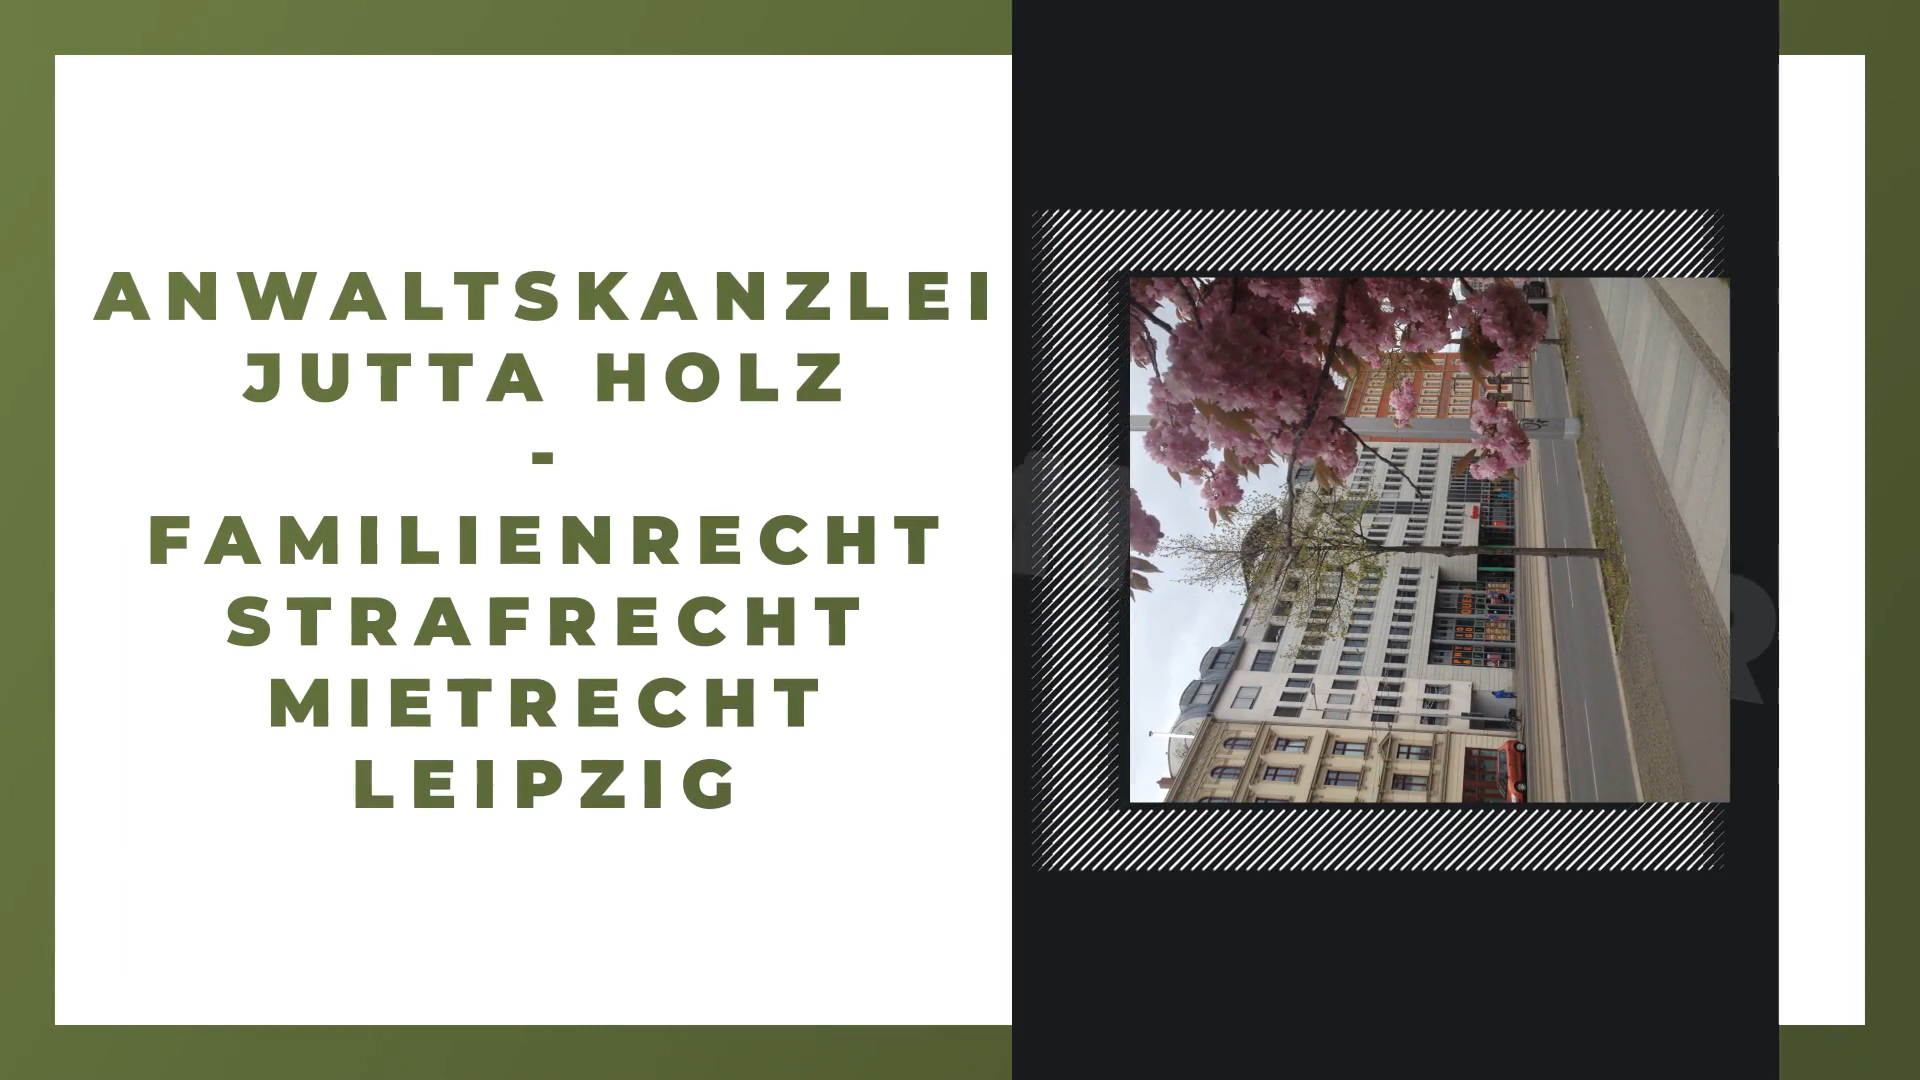 ANWALTSKANZLEI
JUTTA HOLZ
-
FAMILIENRECHT
STRAFRECHT
MIETRECHT
LEIPZIG